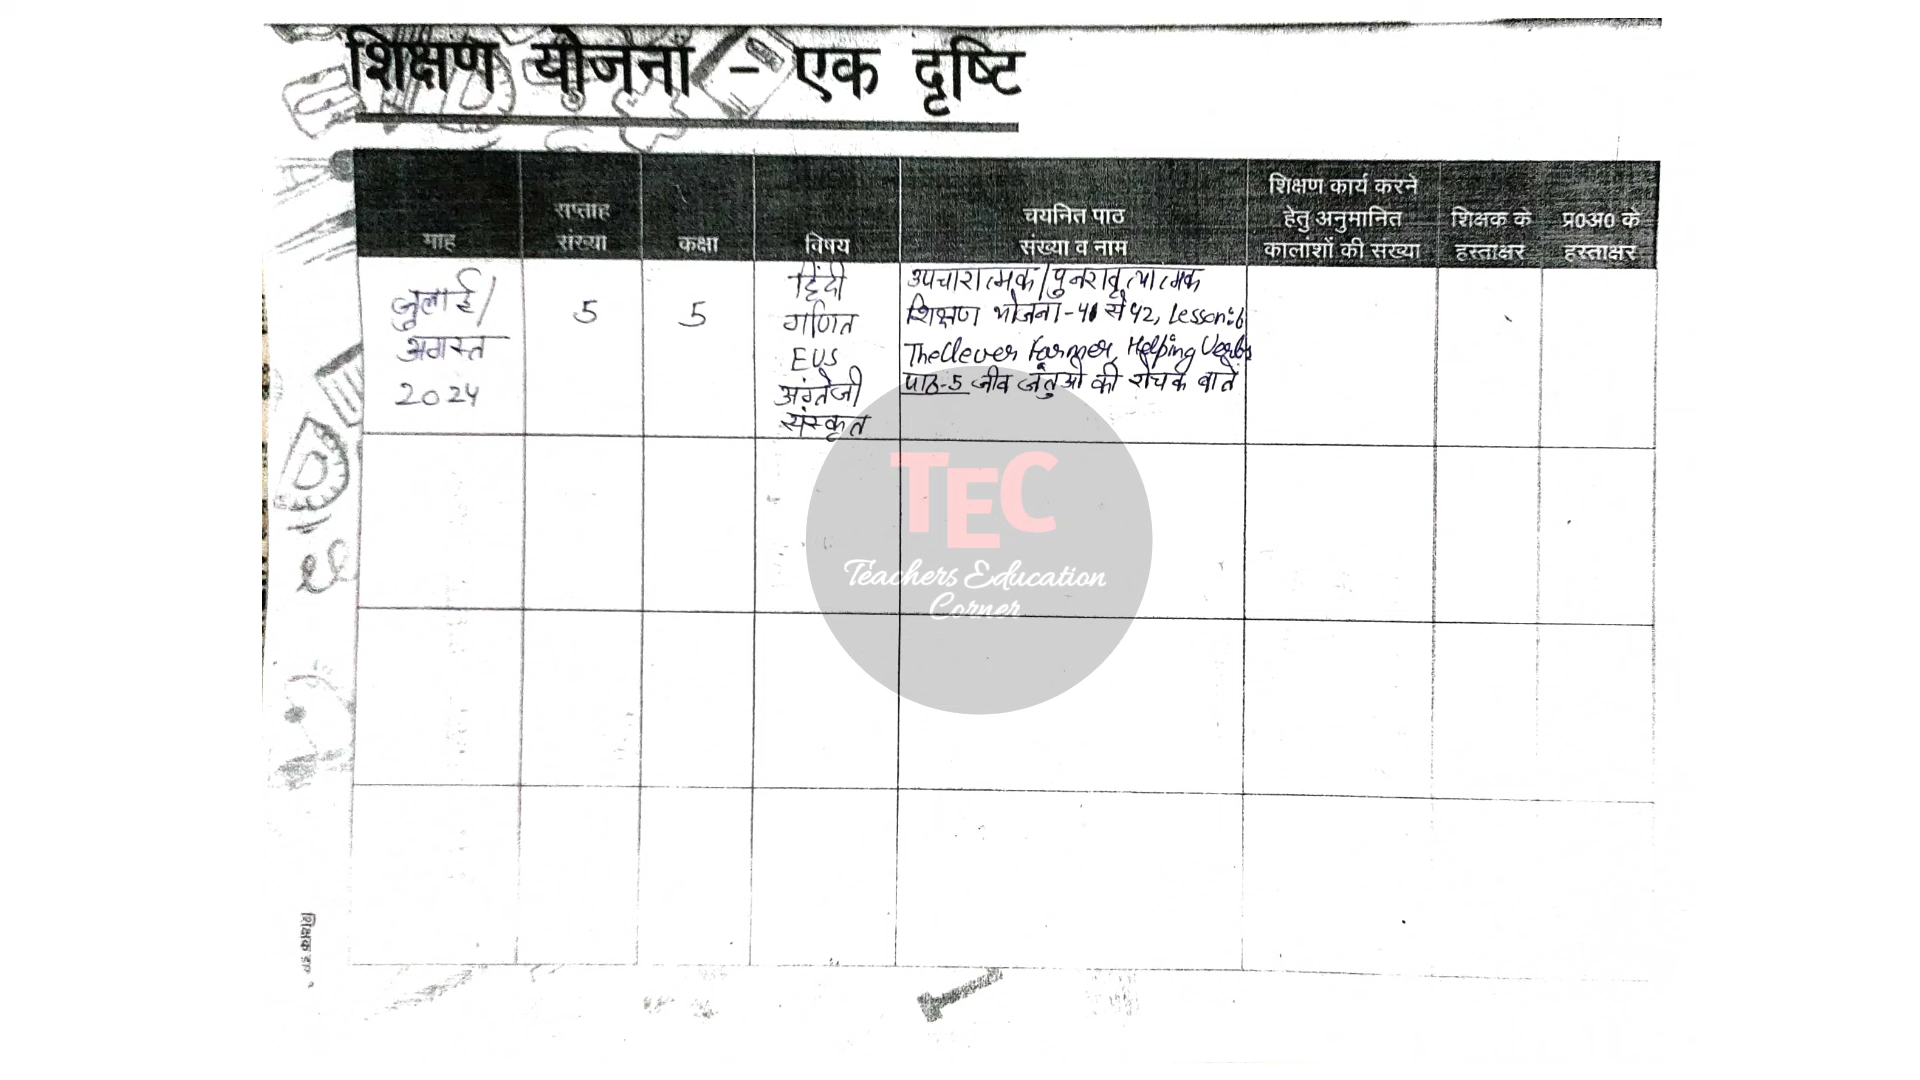 शिक्षण योजना - एक दृष्टि
माह
सप्ताह
संख्या
कक्षा
विषय
चयनित पाठ
संख्या व नाम
शिक्षण कार्य करने
हेतु अनुमानित
कालांशों की संख्या
शिक्षक के
हस्ताक्षर
प्र0अ0 के
हस्ताक्षर
जुलाई/
अगस्त
2024
5
5
हिंदी
गणित
EVS
अंग्रेजी
संस्कृत
उपचारात्मक/पुनरावृत्यात्मक
शिक्षण योजना-41 से 42, Lesson:6
The Clever Farmer, Helping Verbs
पाठ-5 जीव जंतुओ की रोचक बातें
TEC
Teachers Education
Corner